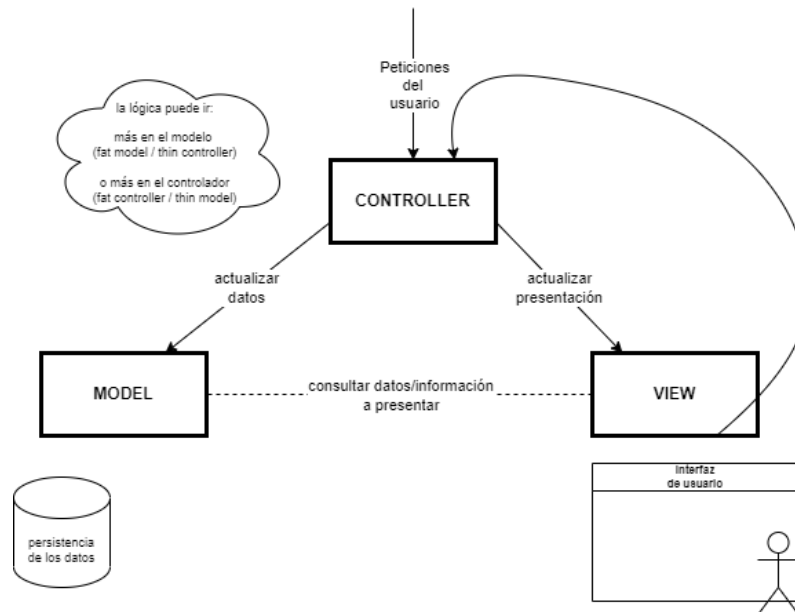 Peticiones
del
usuario
la lógica puede ir:
más en el modelo
(fat model / thin controller)
o más en el controlador
(fat controller / thin model)
CONTROLLER
actualizar
datos
actualizar
presentación
MODEL
consultar datos/información
a presentar
VIEW
persistencia
de los datos
Interfaz
de usuario